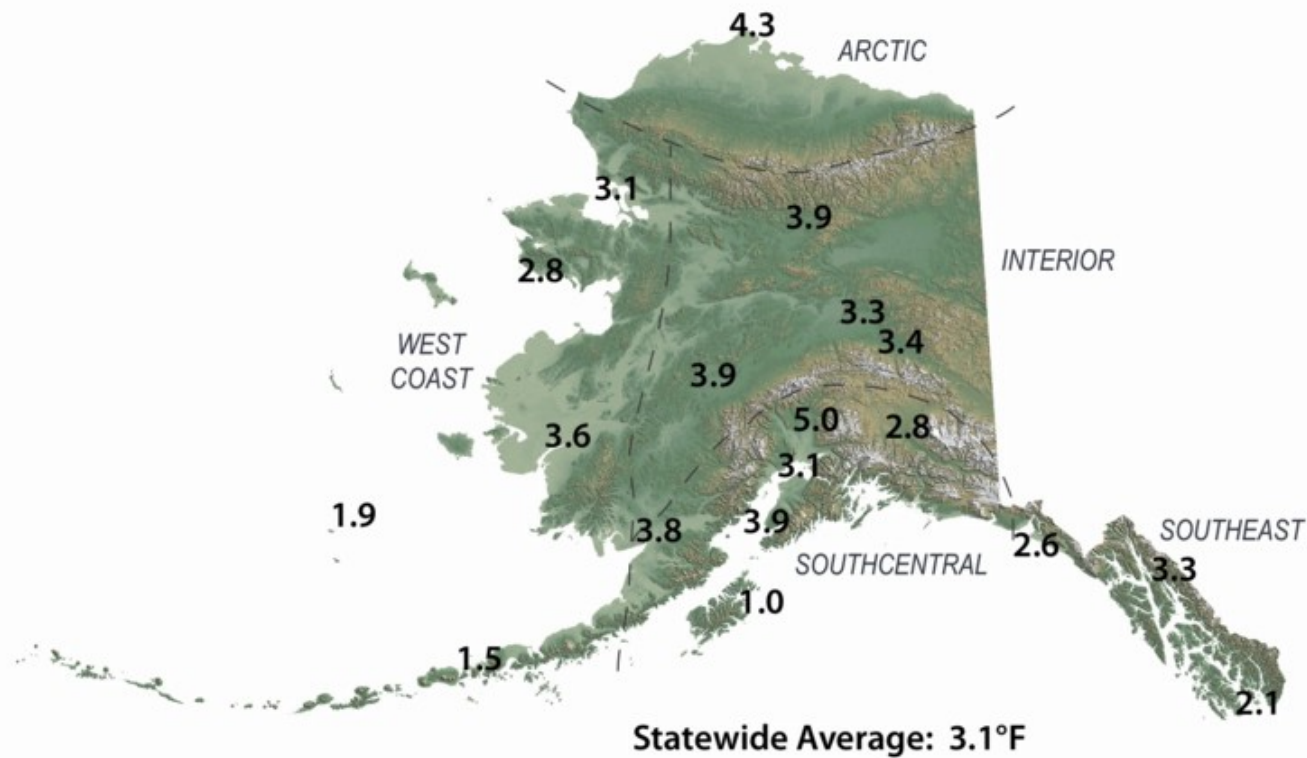 4.3
ARCTIC
3.1
3.9
2.8
INTERIOR
3.3
3.4
WEST
COAST
3.9
5.0
2.8
3.6
3.1
1.9
3.8
3.9
2.6
SOUTHEAST
SOUTHCENTRAL
3.3
1.0
1.5
2.1
Statewide Average: 3.1°F